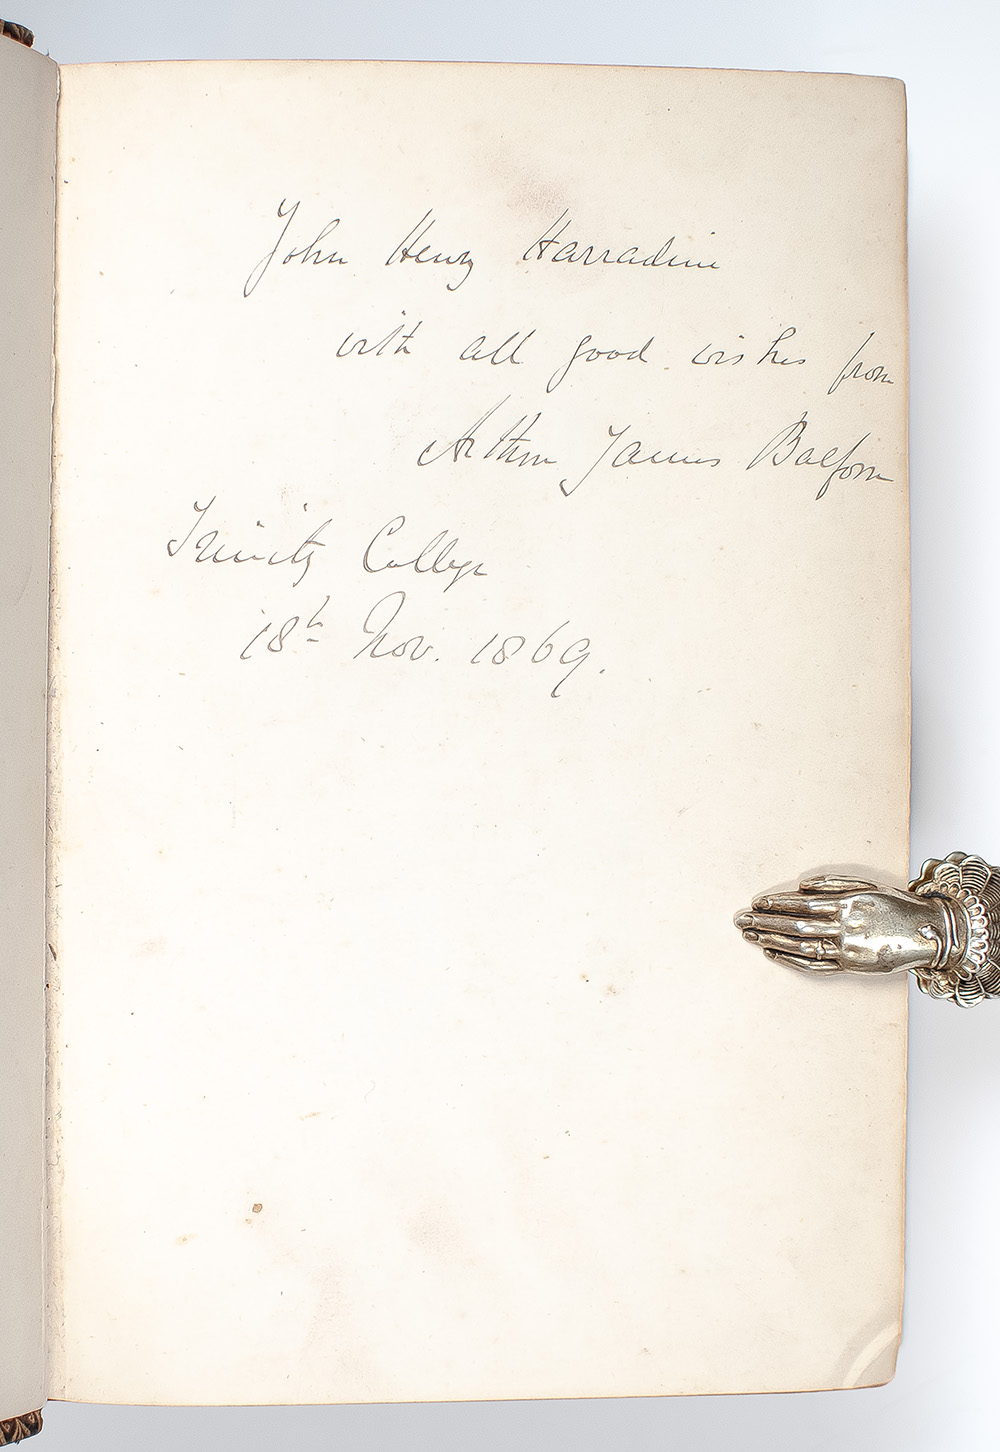 John Henry Harradine
with all good wishes from
Arthur James Balfour
Trinity College
18th Nov. 1869.